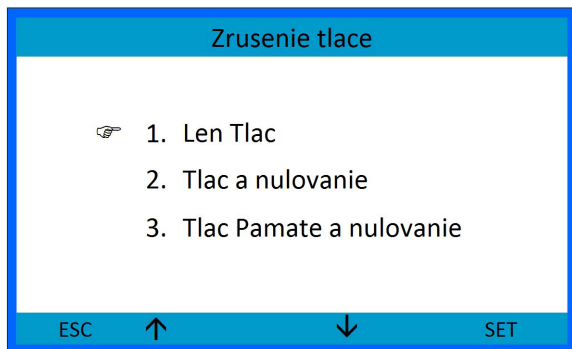 Zrusenie tlace
☞ 1. Len Tlac
2. Tlac a nulovanie
3. Tlac Pamate a nulovanie
ESC ↑ ↓ SET